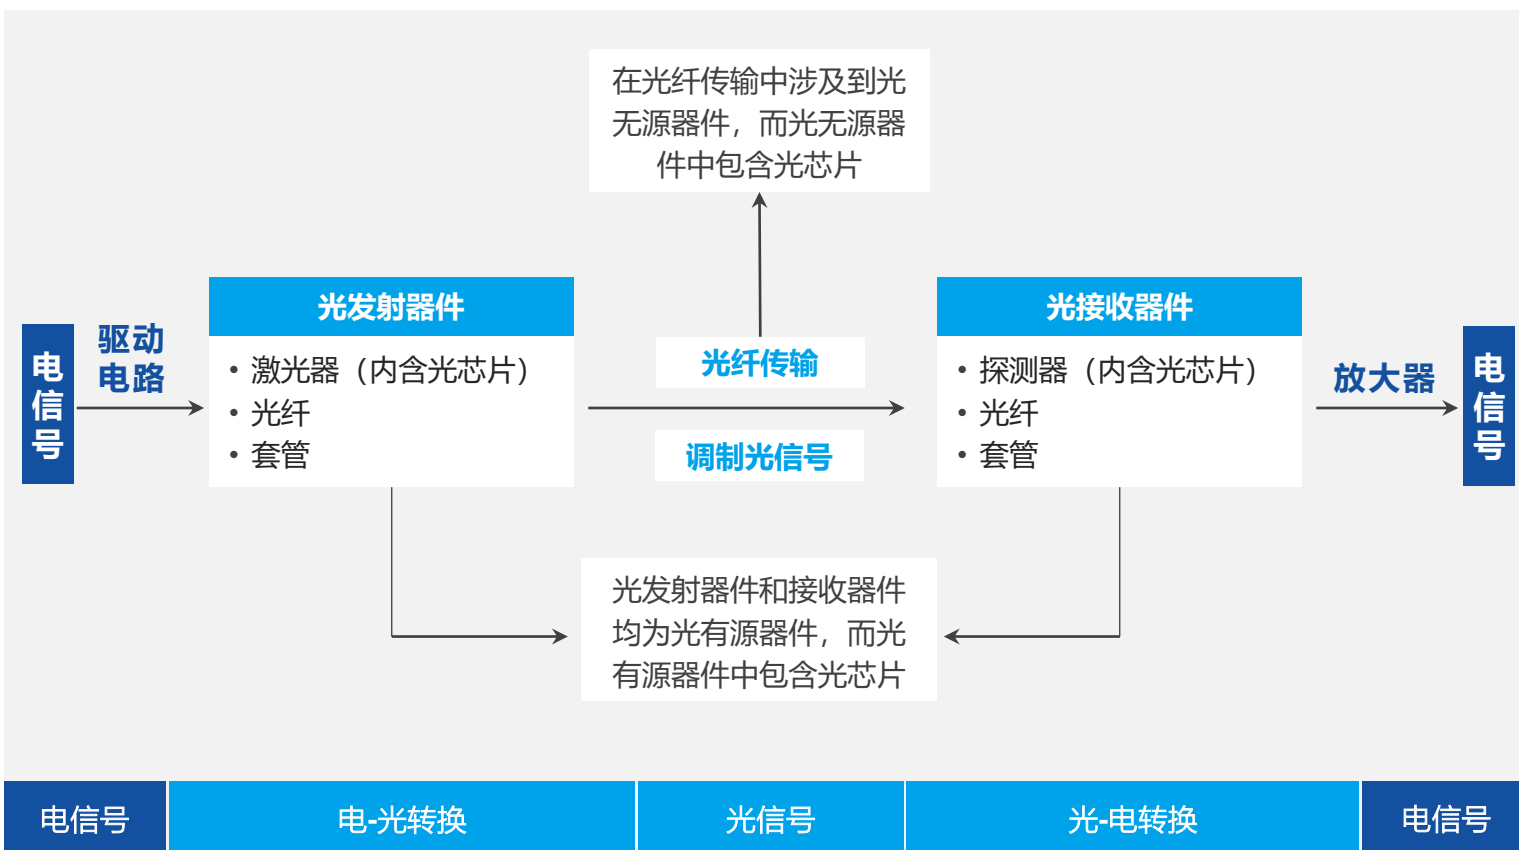 在光纤传输中涉及到光
无源器件，而光无源器
件中包含光芯片
电
信
号
驱动
电路
光发射器件
• 激光器（内含光芯片）
• 光纤
• 套管
光纤传输
调制光信号
光接收器件
• 探测器（内含光芯片）
• 光纤
• 套管
放大器
电
信
号
光发射器件和接收器件
均为光有源器件，而光
有源器件中包含光芯片
电信号
电-光转换
光信号
光-电转换
电信号